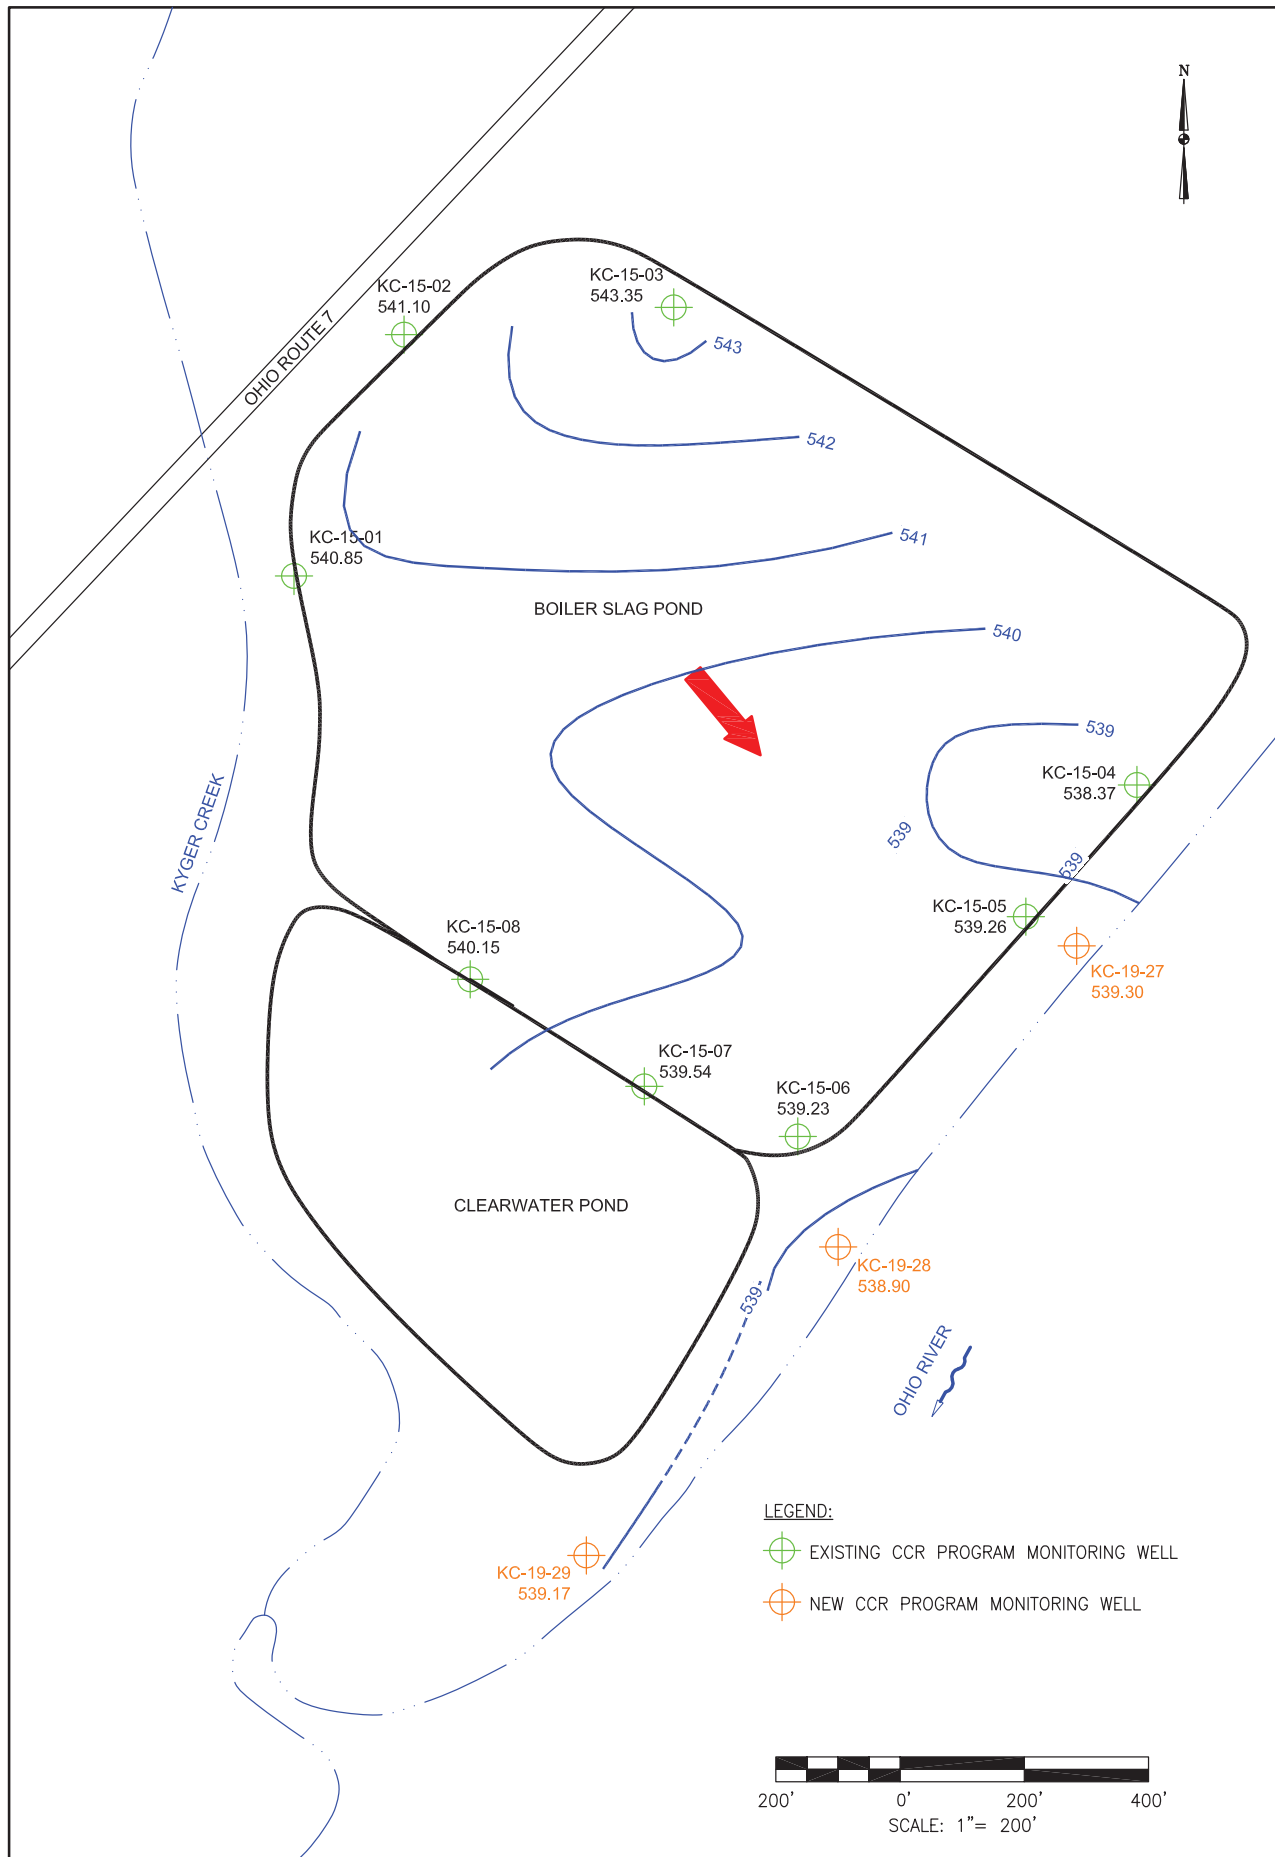 N
KC-15-03
543.35
KC-15-02
541.10
OHIO ROUTE 7
543
542
KC-15-01
540.85
541
BOILER SLAG POND
540
539
KC-15-04
538.37
KYGER CREEK
539
539
KC-15-05
539.26
KC-15-08
540.15
KC-19-27
539.30
KC-15-07
539.54
KC-15-06
539.23
CLEARWATER POND
KC-19-28
538.90
539
OHIO RIVER
LEGEND:
EXISTING CCR PROGRAM MONITORING WELL
KC-19-29
539.17
NEW CCR PROGRAM MONITORING WELL
200' 0' 200' 400'
SCALE: 1"= 200'